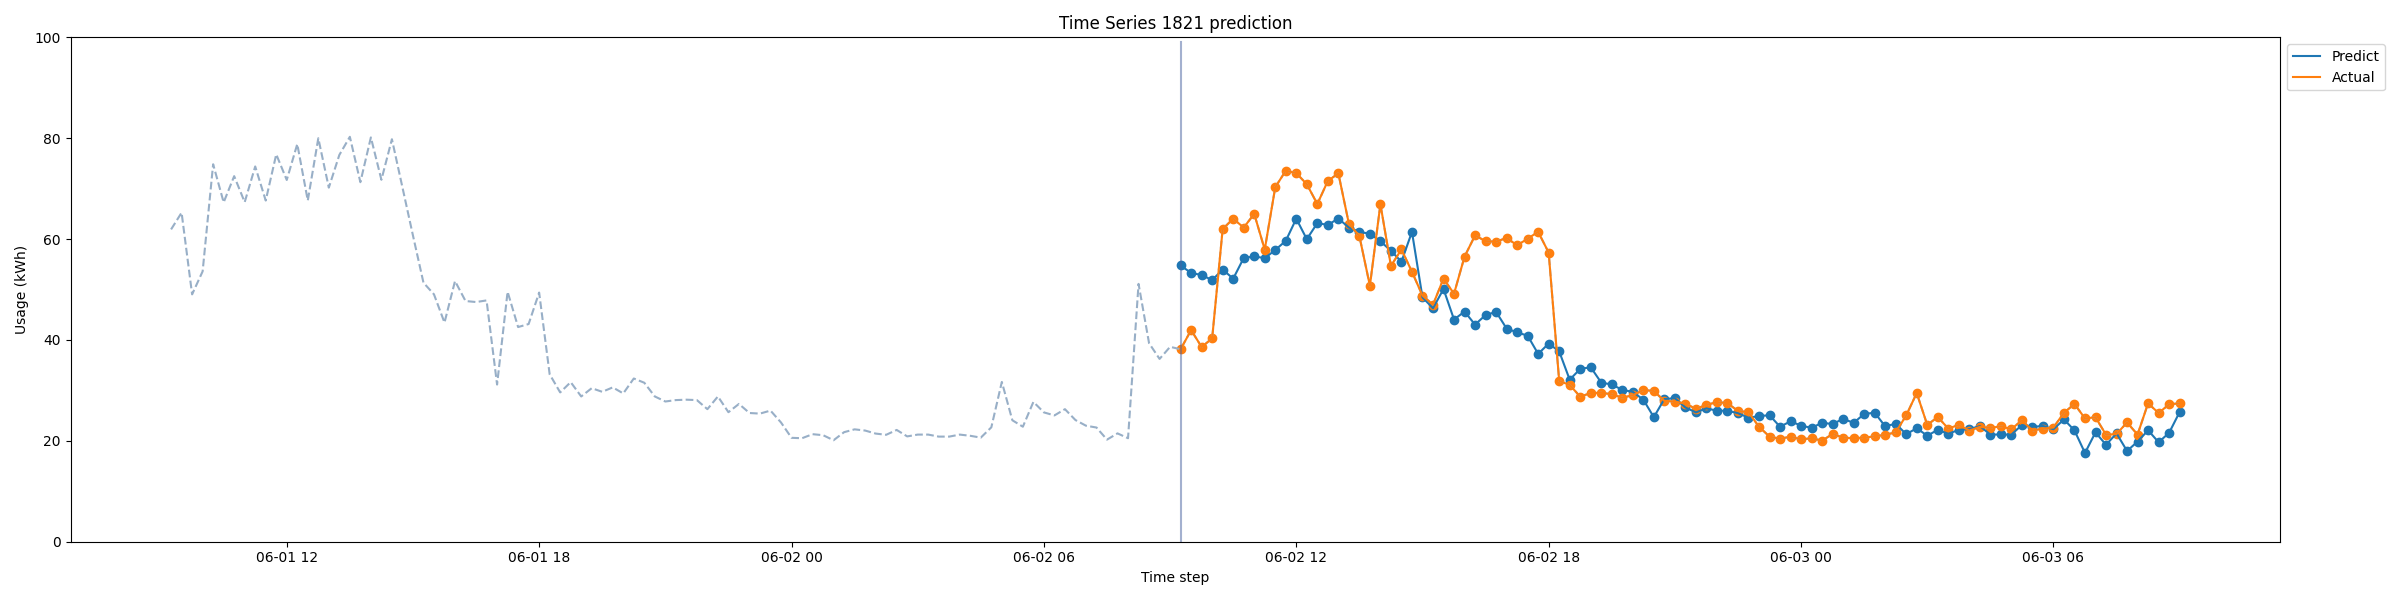 Time Series 1821 prediction
100
80
60
40
20
0
Usage (kWh)
06-01 12
06-01 18
06-02 00
06-02 06
06-02 12
06-02 18
06-03 00
06-03 06
Time step
Predict
Actual